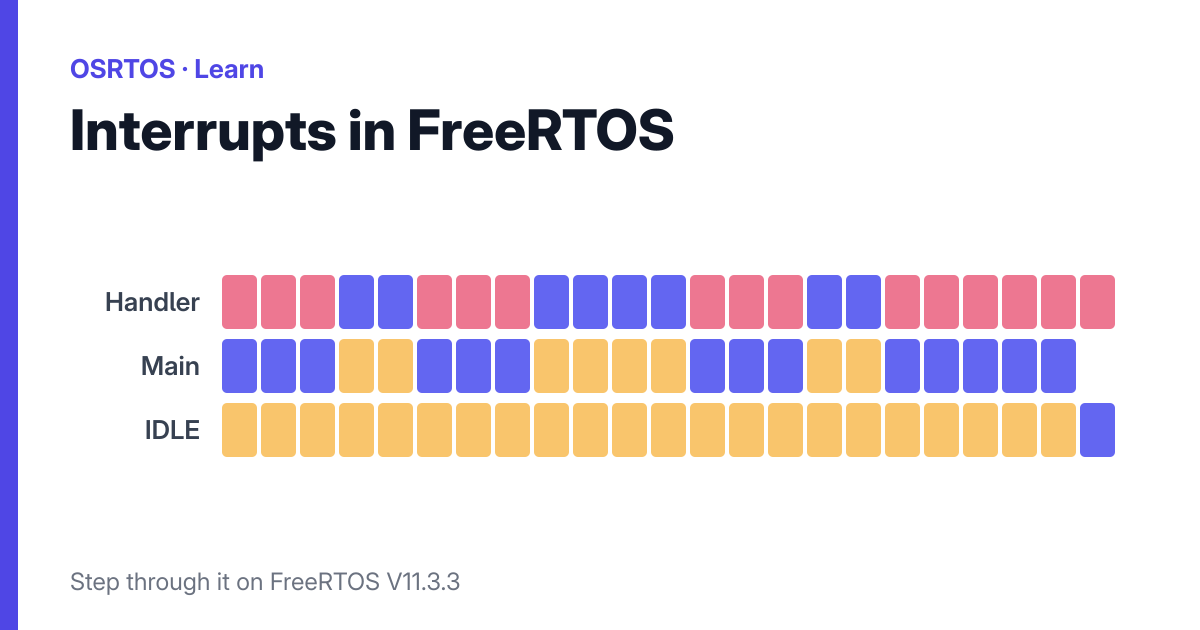 OSRTOS · Learn
Interrupts in FreeRTOS
Handler
Main
IDLE
Step through it on FreeRTOS V11.3.3